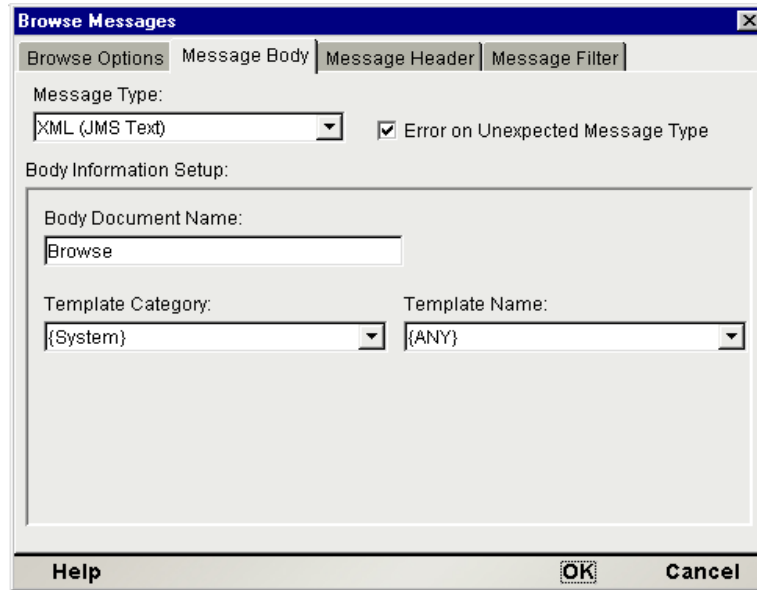 Browse Messages
Browse Options Message Body Message Header Message Filter
Message Type:
XML (JMS Text) Error on Unexpected Message Type
Body Information Setup:
Body Document Name:
Browse
Template Category: Template Name:
{System} {ANY}
Help OK Cancel